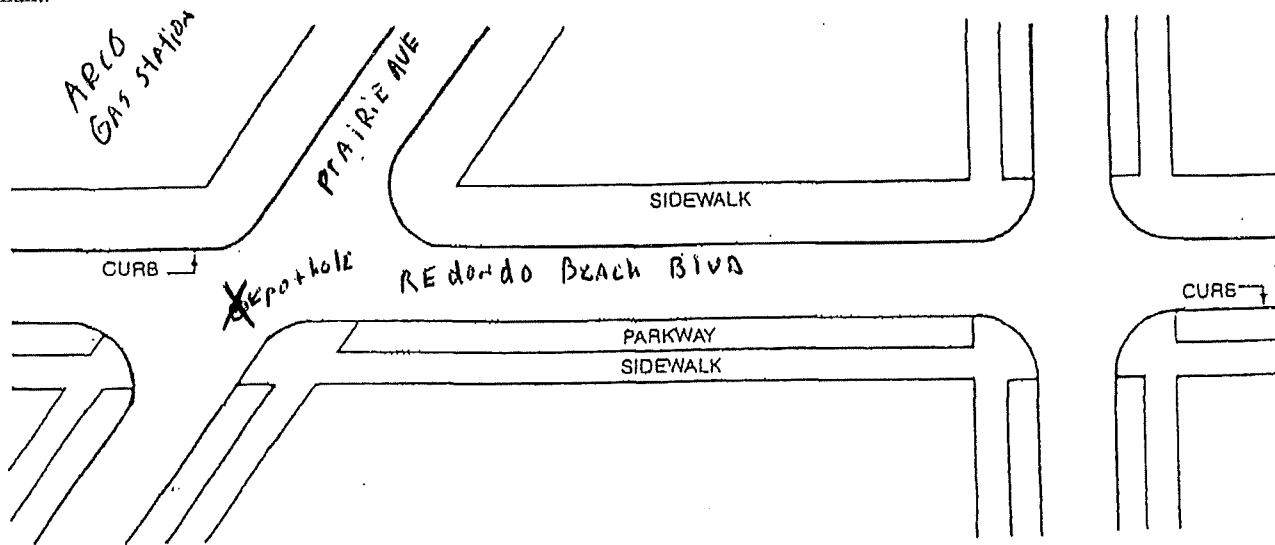 ARCO
GAS STATION
PrAiRiE AVE
SIDEWALK
CURB
pothole
REdondo BEACh BlVD
CURB
PARKWAY
SIDEWALK